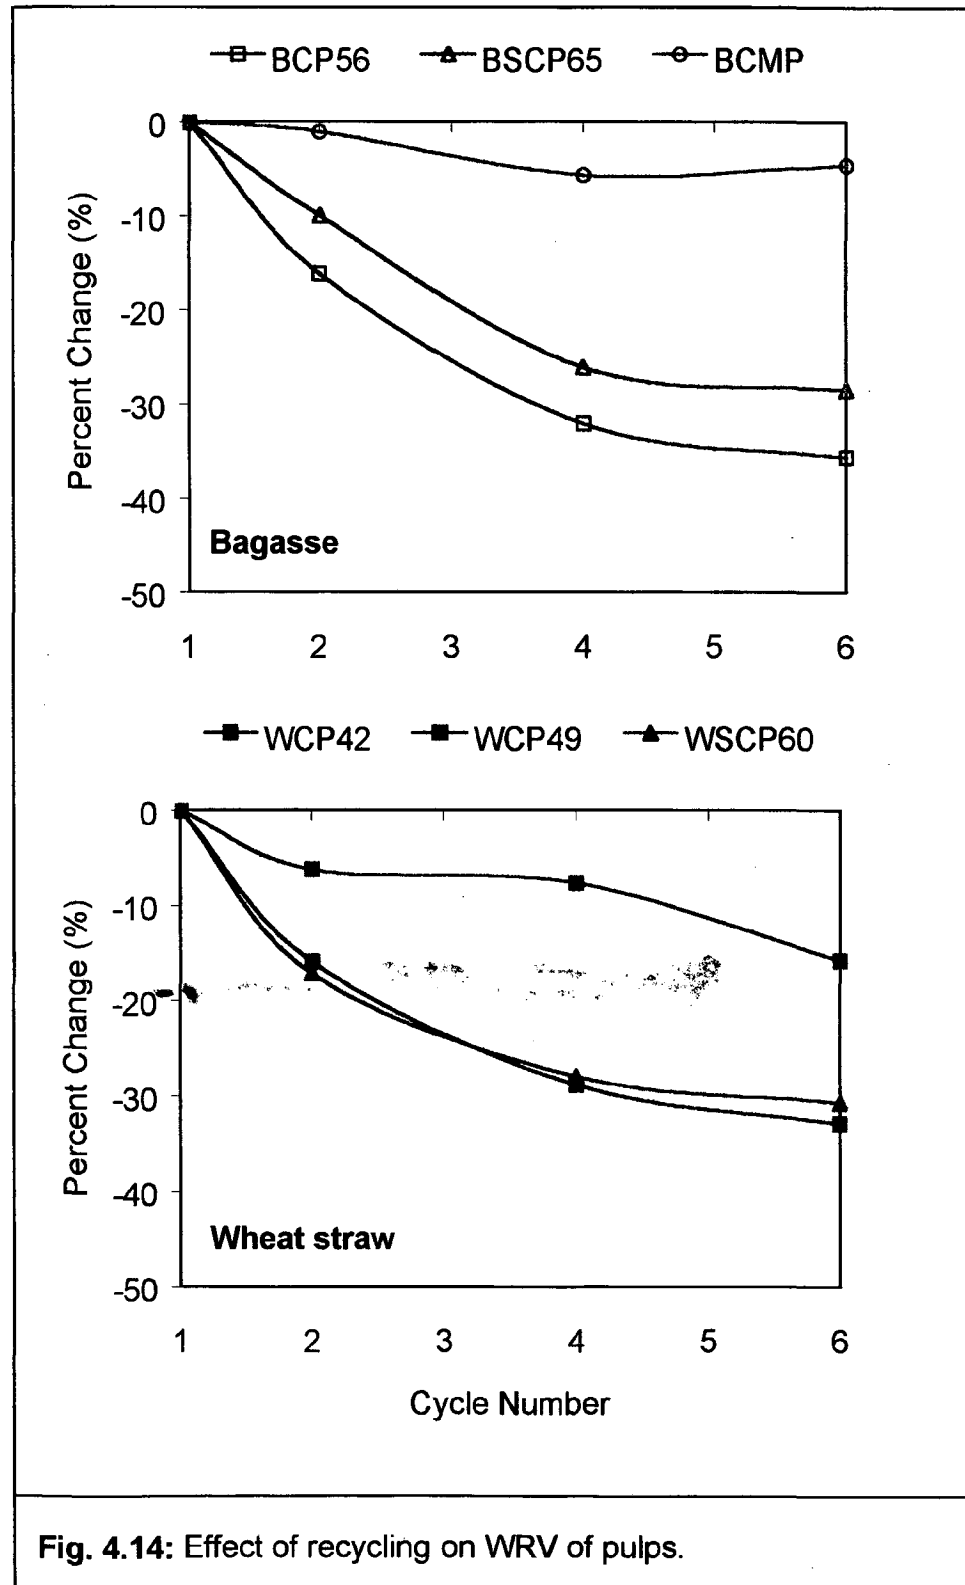 BCP56 BSCP65 BCMP
0
-10
-20
-30
-40
-50
Percent Change (%)
Bagasse
1 2 3 4 5 6
WCP42 WCP49 WSCP60
0
-10
-20
-30
-40
-50
Percent Change (%)
Wheat straw
1 2 3 4 5 6
Cycle Number
Fig. 4.14: Effect of recycling on WRV of pulps.